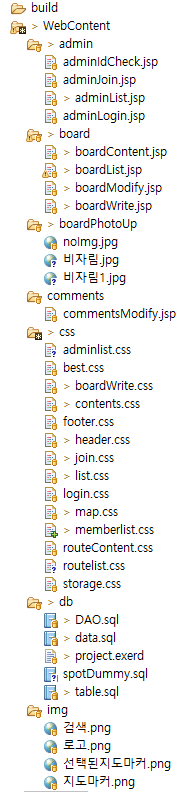 build
> WebContent
> admin
adminIdCheck.jsp
adminJoin.jsp
> adminList.jsp
adminLogin.jsp
> board
> boardContent.jsp
> boardList.jsp
> boardModify.jsp
> boardWrite.jsp
> boardPhotoUp
noImg.jpg
비자림.jpg
비자림1.jpg
comments
commentsModify.jsp
> css
adminlist.css
best.css
> boardWrite.css
> contents.css
footer.css
> header.css
> join.css
> list.css
login.css
> map.css
> memberlist.css
routeContent.css
routelist.css
storage.css
> db
> DAO.sql
> data.sql
> project.exerd
spotDummy.sql
> table.sql
img
검색.png
로고.png
선택된지도마커.png
지도마커.png